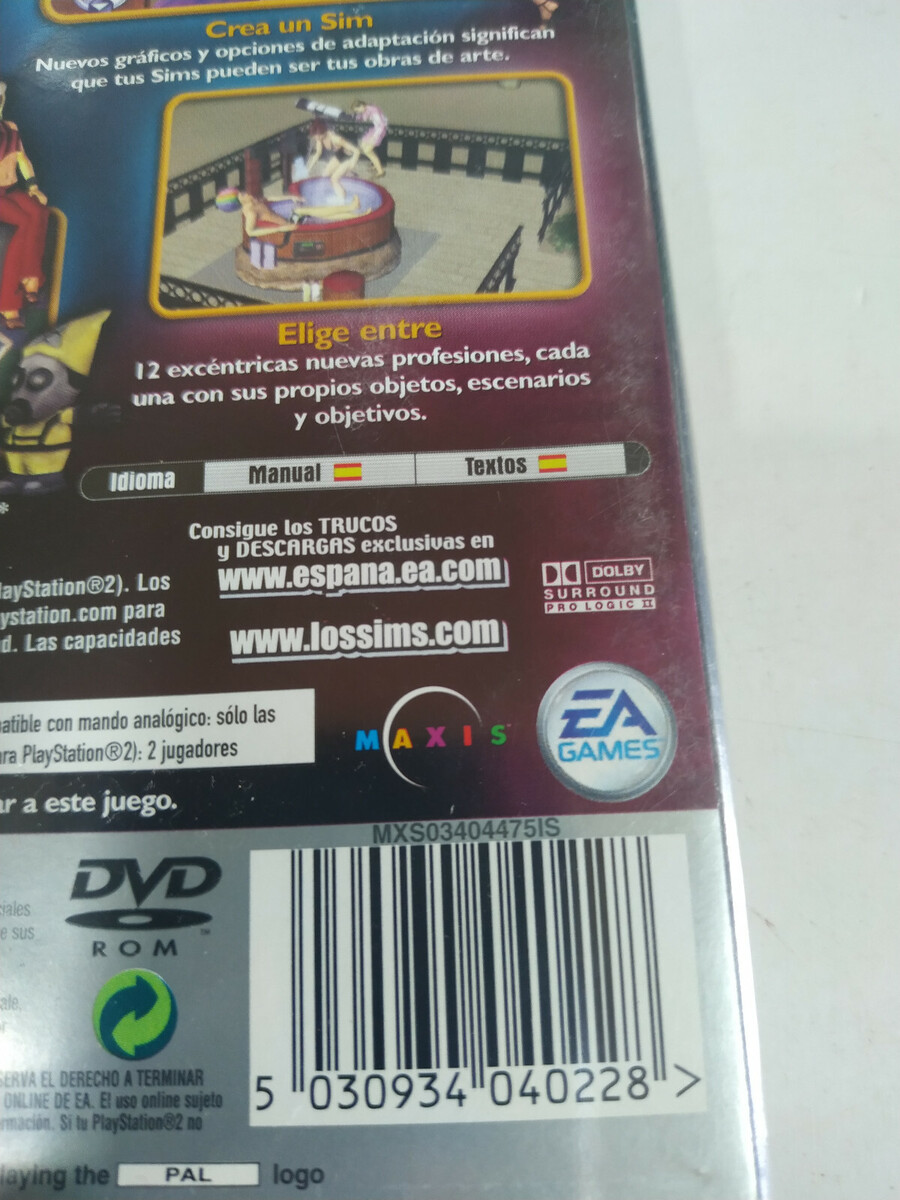 Crea un Sim
Nuevos gráficos y opciones de adaptación significan
que tus Sims pueden ser tus obras de arte.
Elige entre
12 excéntricas nuevas profesiones, cada
una con sus propios objetos, escenarios
y objetivos.
Idioma Manual Textos
*
Consigue los TRUCOS
y DESCARGAS exclusivas en
www.espana.ea.com
www.lossims.com
DOLBY
SURROUND
PRO LOGIC II
layStation®2). Los
ystation.com para
d. Las capacidades
patible con mando analógico: sólo las
ara PlayStation®2): 2 jugadores
MAXIS
EA
GAMES
ar a este juego.
MXS03404475IS
DVD
ROM
TM
ciales
e sus
ale,
SERVA EL DERECHO A TERMINAR
ONLINE DE EA. El uso online sujeto
rmación. Si tu PlayStation®2 no
5 030934 040228 >
laying the PAL logo